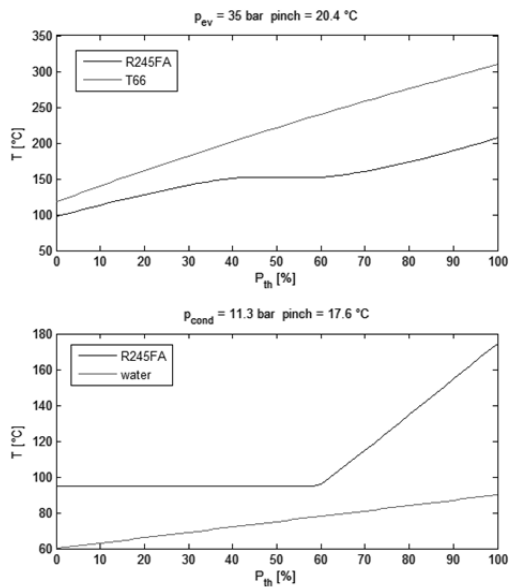 p_ev = 35 bar pinch = 20.4 °C
350
300
250
200
150
100
50
T [°C]
R245FA
T66
0 10 20 30 40 50 60 70 80 90 100
P_th [%]
p_cond = 11.3 bar pinch = 17.6 °C
180
160
140
120
100
80
60
T [°C]
R245FA
water
0 10 20 30 40 50 60 70 80 90 100
P_th [%]